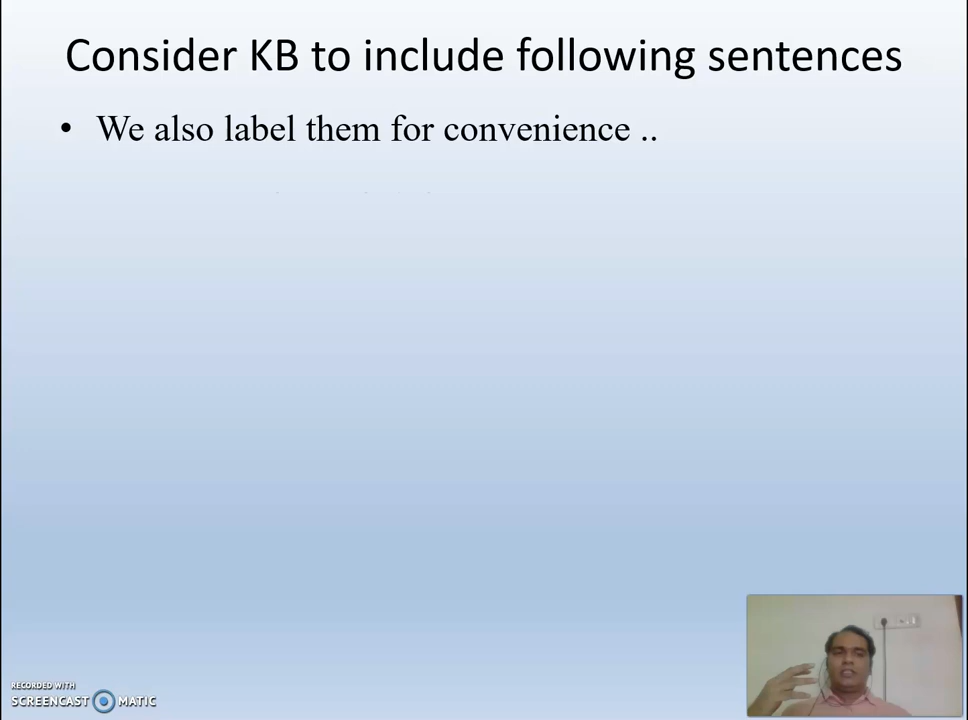 Consider KB to include following sentences
• We also label them for convenience ..
RECORDED WITH
SCREENCAST MATIC